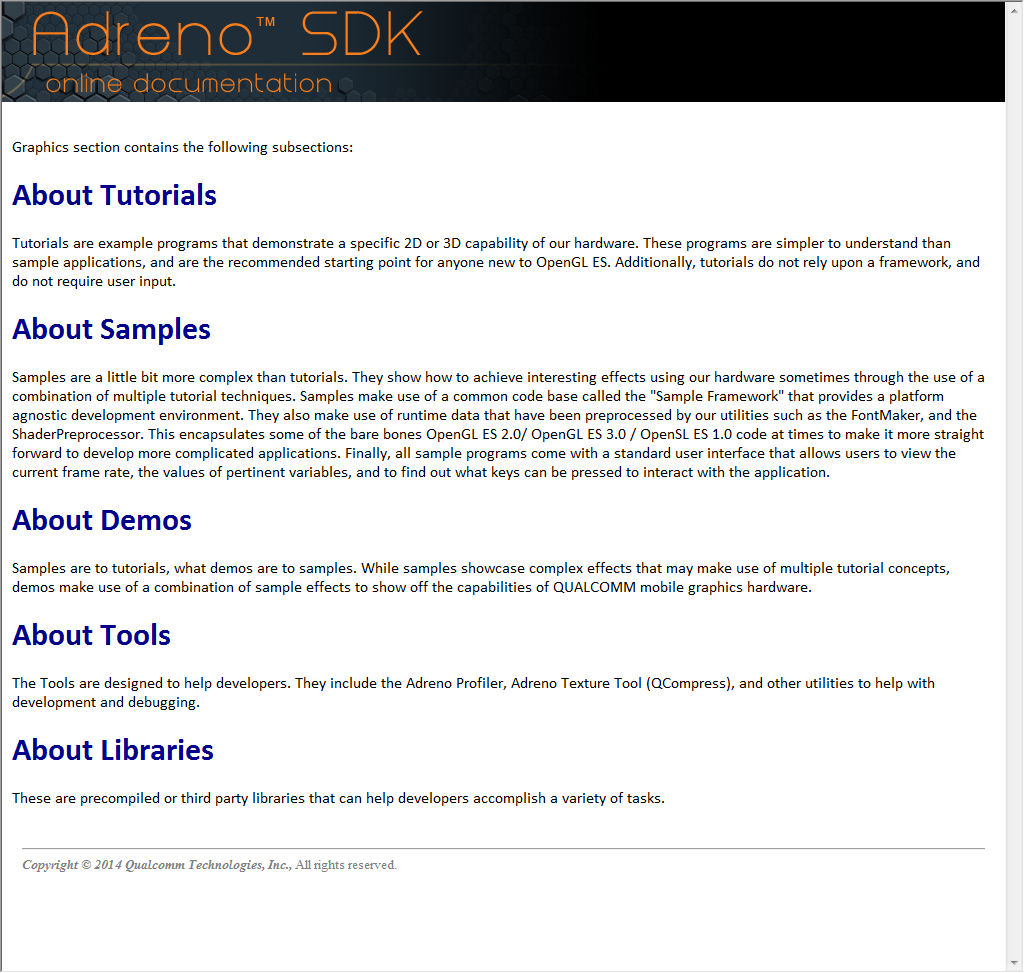 Adreno™ SDK
online documentation
Graphics section contains the following subsections:
About Tutorials
Tutorials are example programs that demonstrate a specific 2D or 3D capability of our hardware. These programs are simpler to understand than
sample applications, and are the recommended starting point for anyone new to OpenGL ES. Additionally, tutorials do not rely upon a framework, and
do not require user input.
About Samples
Samples are a little bit more complex than tutorials. They show how to achieve interesting effects using our hardware sometimes through the use of a
combination of multiple tutorial techniques. Samples make use of a common code base called the "Sample Framework" that provides a platform
agnostic development environment. They also make use of runtime data that have been preprocessed by our utilities such as the FontMaker, and the
ShaderPreprocessor. This encapsulates some of the bare bones OpenGL ES 2.0/ OpenGL ES 3.0 / OpenSL ES 1.0 code at times to make it more straight
forward to develop more complicated applications. Finally, all sample programs come with a standard user interface that allows users to view the
current frame rate, the values of pertinent variables, and to find out what keys can be pressed to interact with the application.
About Demos
Samples are to tutorials, what demos are to samples. While samples showcase complex effects that may make use of multiple tutorial concepts,
demos make use of a combination of sample effects to show off the capabilities of QUALCOMM mobile graphics hardware.
About Tools
The Tools are designed to help developers. They include the Adreno Profiler, Adreno Texture Tool (QCompress), and other utilities to help with
development and debugging.
About Libraries
These are precompiled or third party libraries that can help developers accomplish a variety of tasks.
Copyright © 2014 Qualcomm Technologies, Inc., All rights reserved.